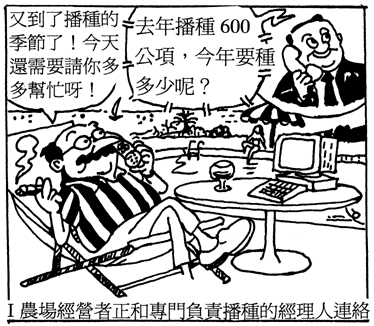 又到了播種的
季節了！今天
還需要請你多
多幫忙呀！
去年播種 600
公項，今年要種
多少呢？
I 農場經營者正和專門負責播種的經理人連絡